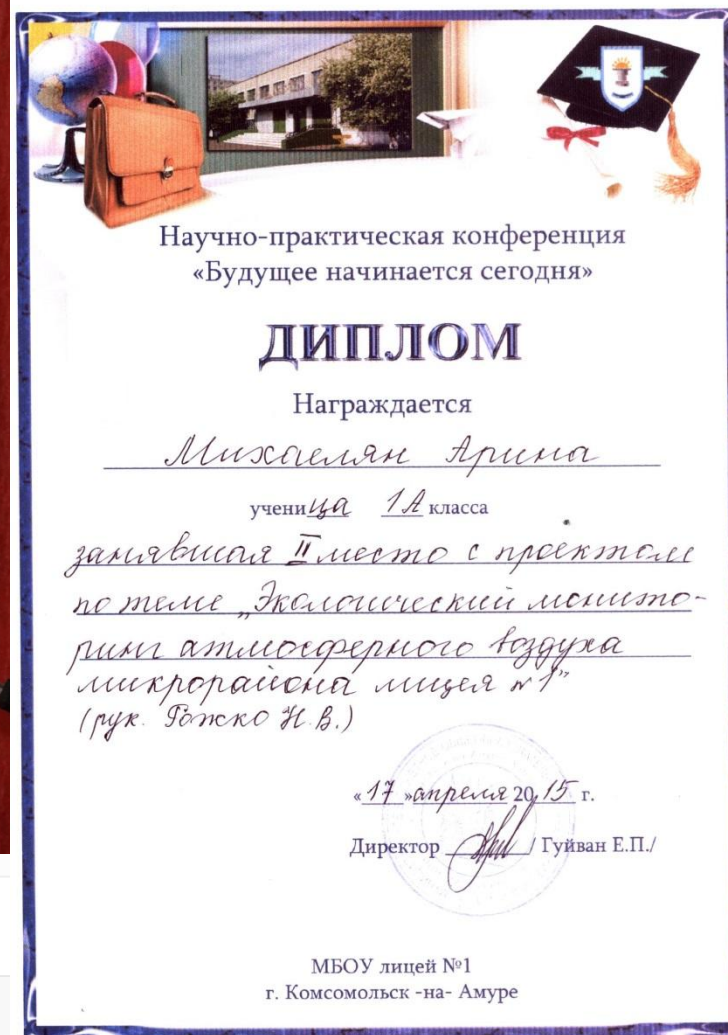 Научно-практическая конференция
«Будущее начинается сегодня»
ДИПЛОМ
Награждается
Михаелян Арина
ученица 1А класса
занявшая II место с проектом
по теме „Экологический монито-
ринг атмосферного воздуха
микрорайона лицея №1"
(рук. Божко Н.В.)
«17» апреля 2015 г.
Директор / Гуйван Е.П./
МБОУ лицей №1
г. Комсомольск -на- Амуре